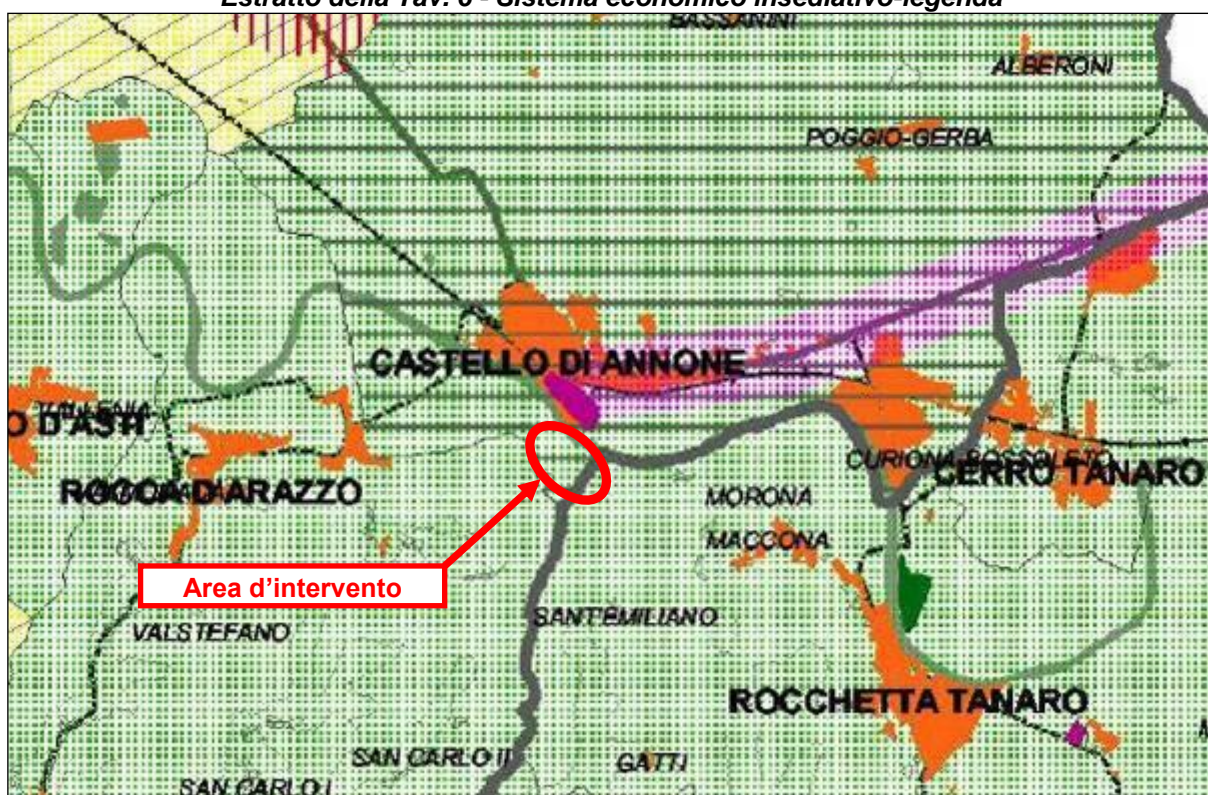 Estratto della Tav. 6 - Sistema economico insediativo-legenda
BASSANINI
ALBERONI
POGGIO-GERBA
CASTELLO DI ANNONE
O D'ASTI
ROCCA D'ARAZZO
CERRO TANARO
MORONA
MACCONA
Area d'intervento
SANT'EMILIANO
VALSTEFANO
ROCCHETTA TANARO
SAN CARLO II
GATTI
SAN CARLO I